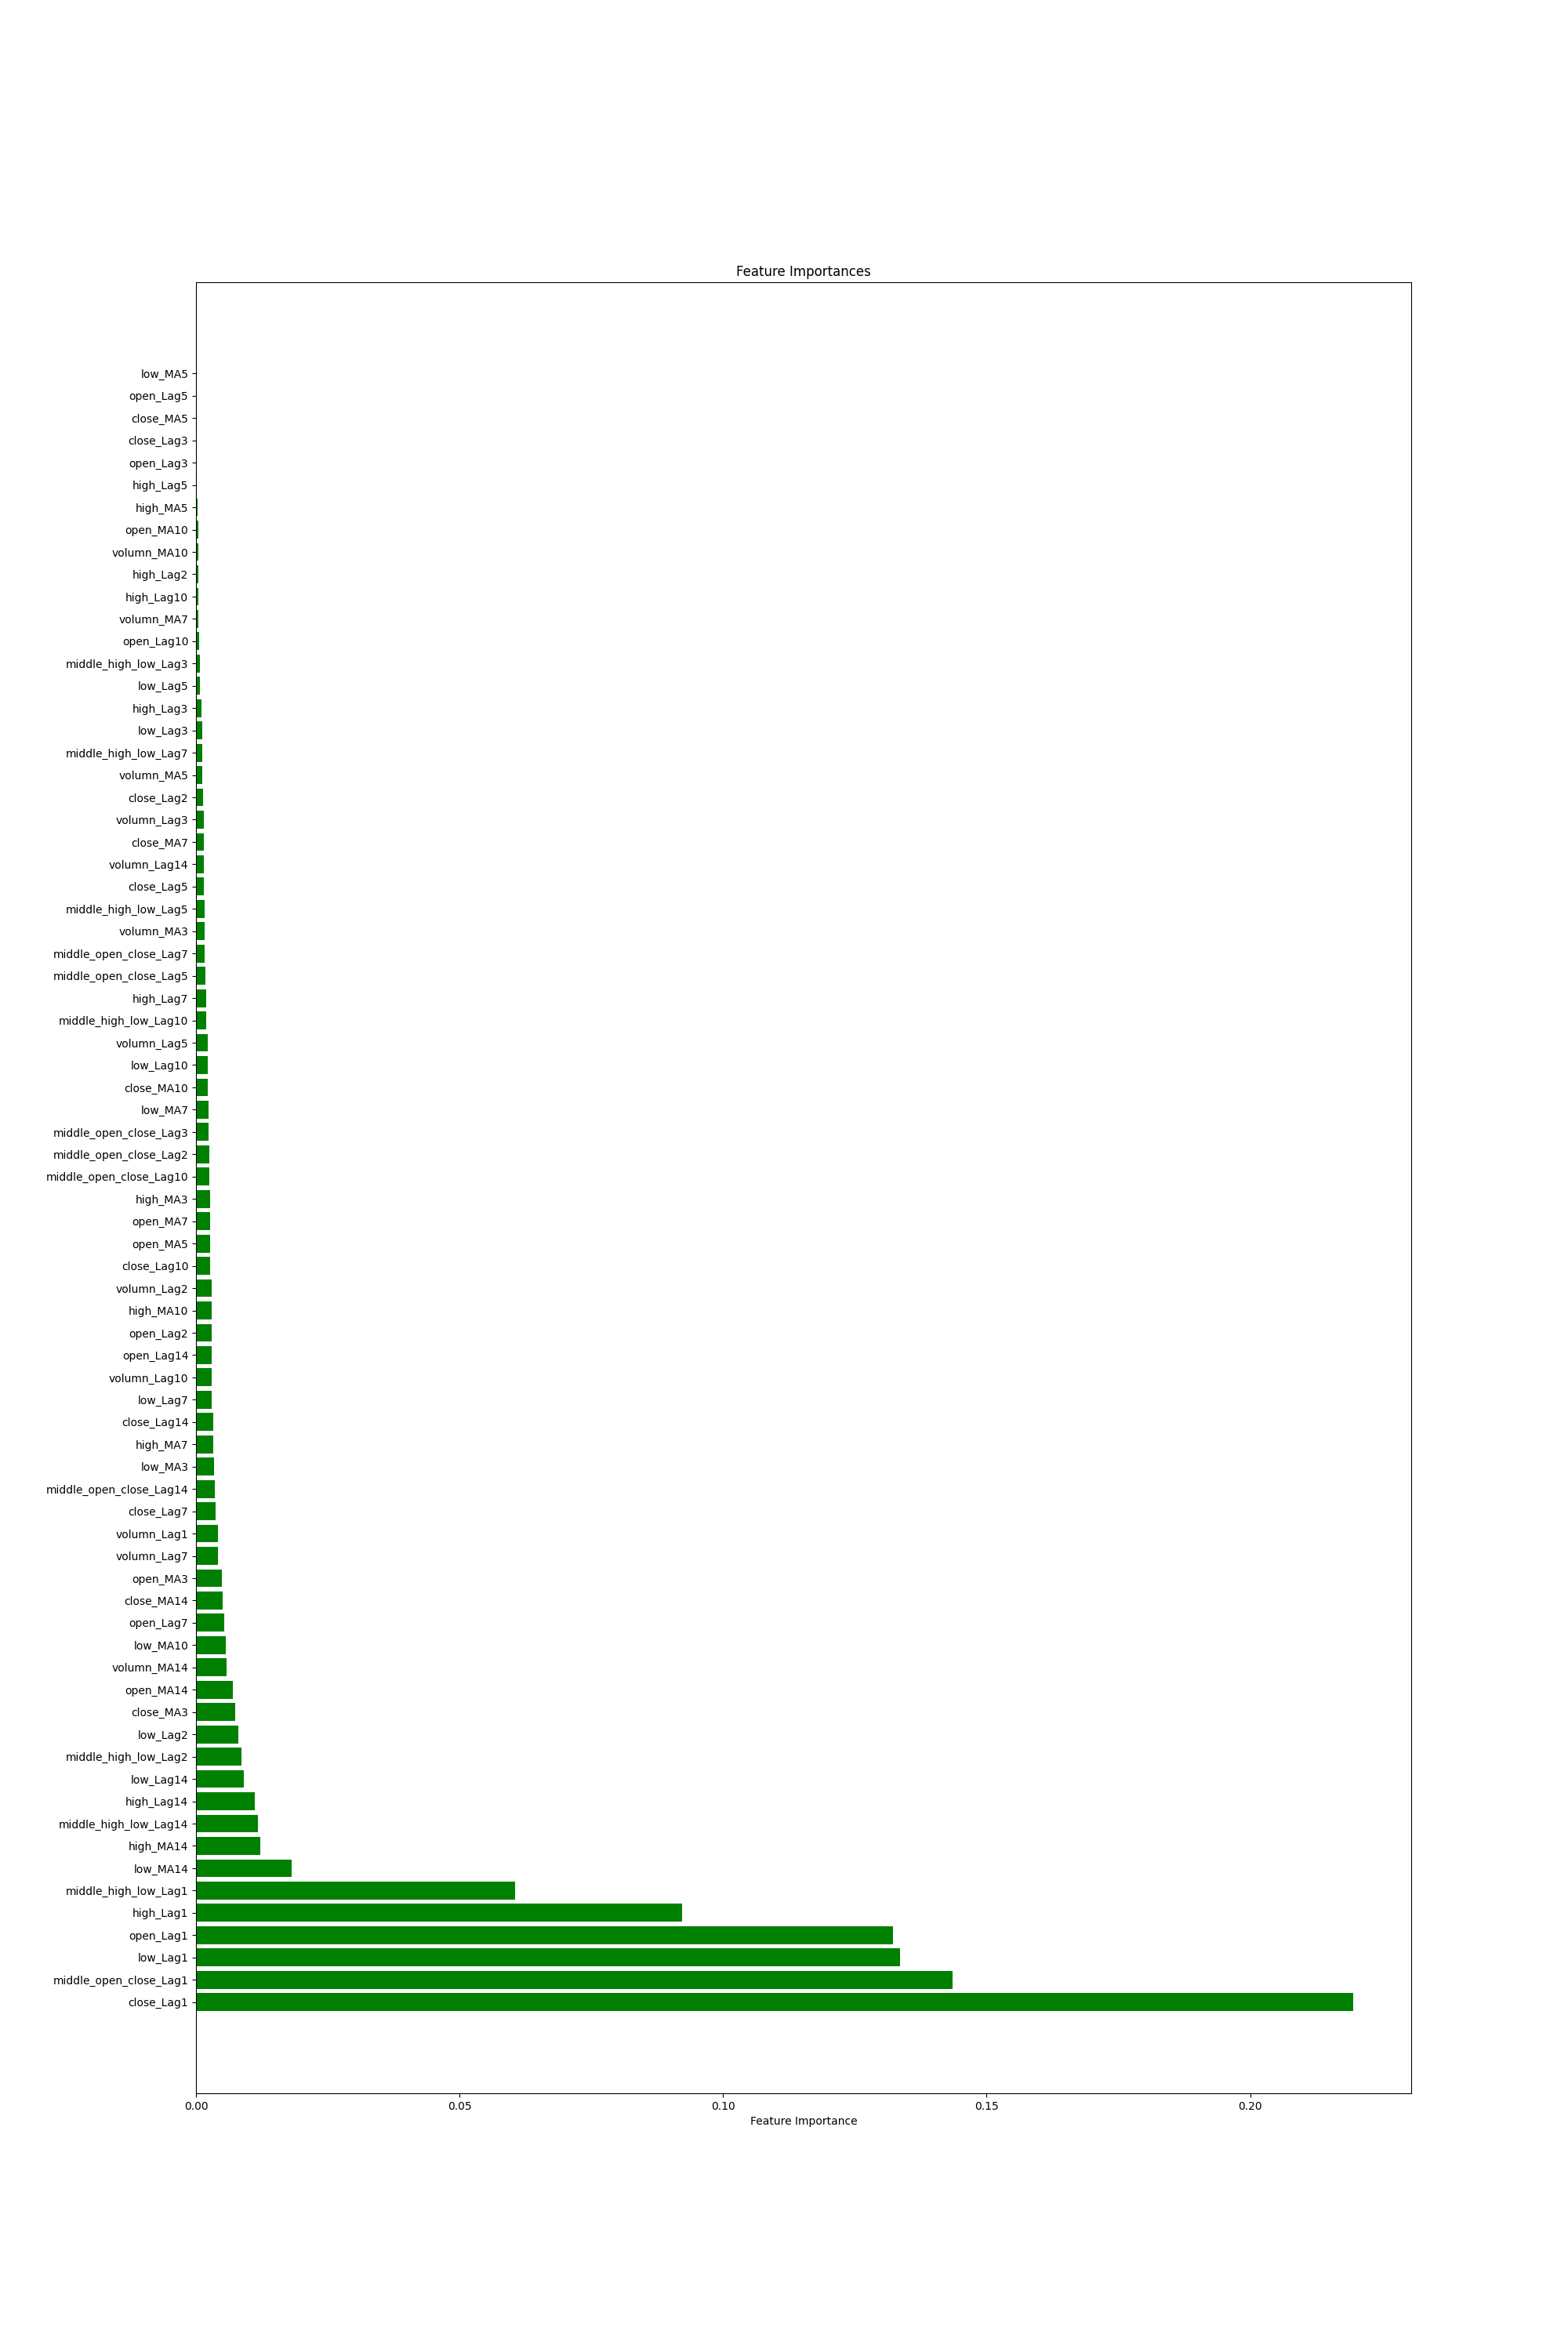 Feature Importances
low_MA5
open_Lag5
close_MA5
close_Lag3
open_Lag3
high_Lag5
high_MA5
open_MA10
volumn_MA10
high_Lag2
high_Lag10
volumn_MA7
open_Lag10
middle_high_low_Lag3
low_Lag5
high_Lag3
low_Lag3
middle_high_low_Lag7
volumn_MA5
close_Lag2
volumn_Lag3
close_MA7
volumn_Lag14
close_Lag5
middle_high_low_Lag5
volumn_MA3
middle_open_close_Lag7
middle_open_close_Lag5
high_Lag7
middle_high_low_Lag10
volumn_Lag5
low_Lag10
close_MA10
low_MA7
middle_open_close_Lag3
middle_open_close_Lag2
middle_open_close_Lag10
high_MA3
open_MA7
open_MA5
close_Lag10
volumn_Lag2
high_MA10
open_Lag2
open_Lag14
volumn_Lag10
low_Lag7
close_Lag14
high_MA7
low_MA3
middle_open_close_Lag14
close_Lag7
volumn_Lag1
volumn_Lag7
open_MA3
close_MA14
open_Lag7
low_MA10
volumn_MA14
open_MA14
close_MA3
low_Lag2
middle_high_low_Lag2
low_Lag14
high_Lag14
middle_high_low_Lag14
high_MA14
low_MA14
middle_high_low_Lag1
high_Lag1
open_Lag1
low_Lag1
middle_open_close_Lag1
close_Lag1
0.00 0.05 0.10 0.15 0.20
Feature Importance